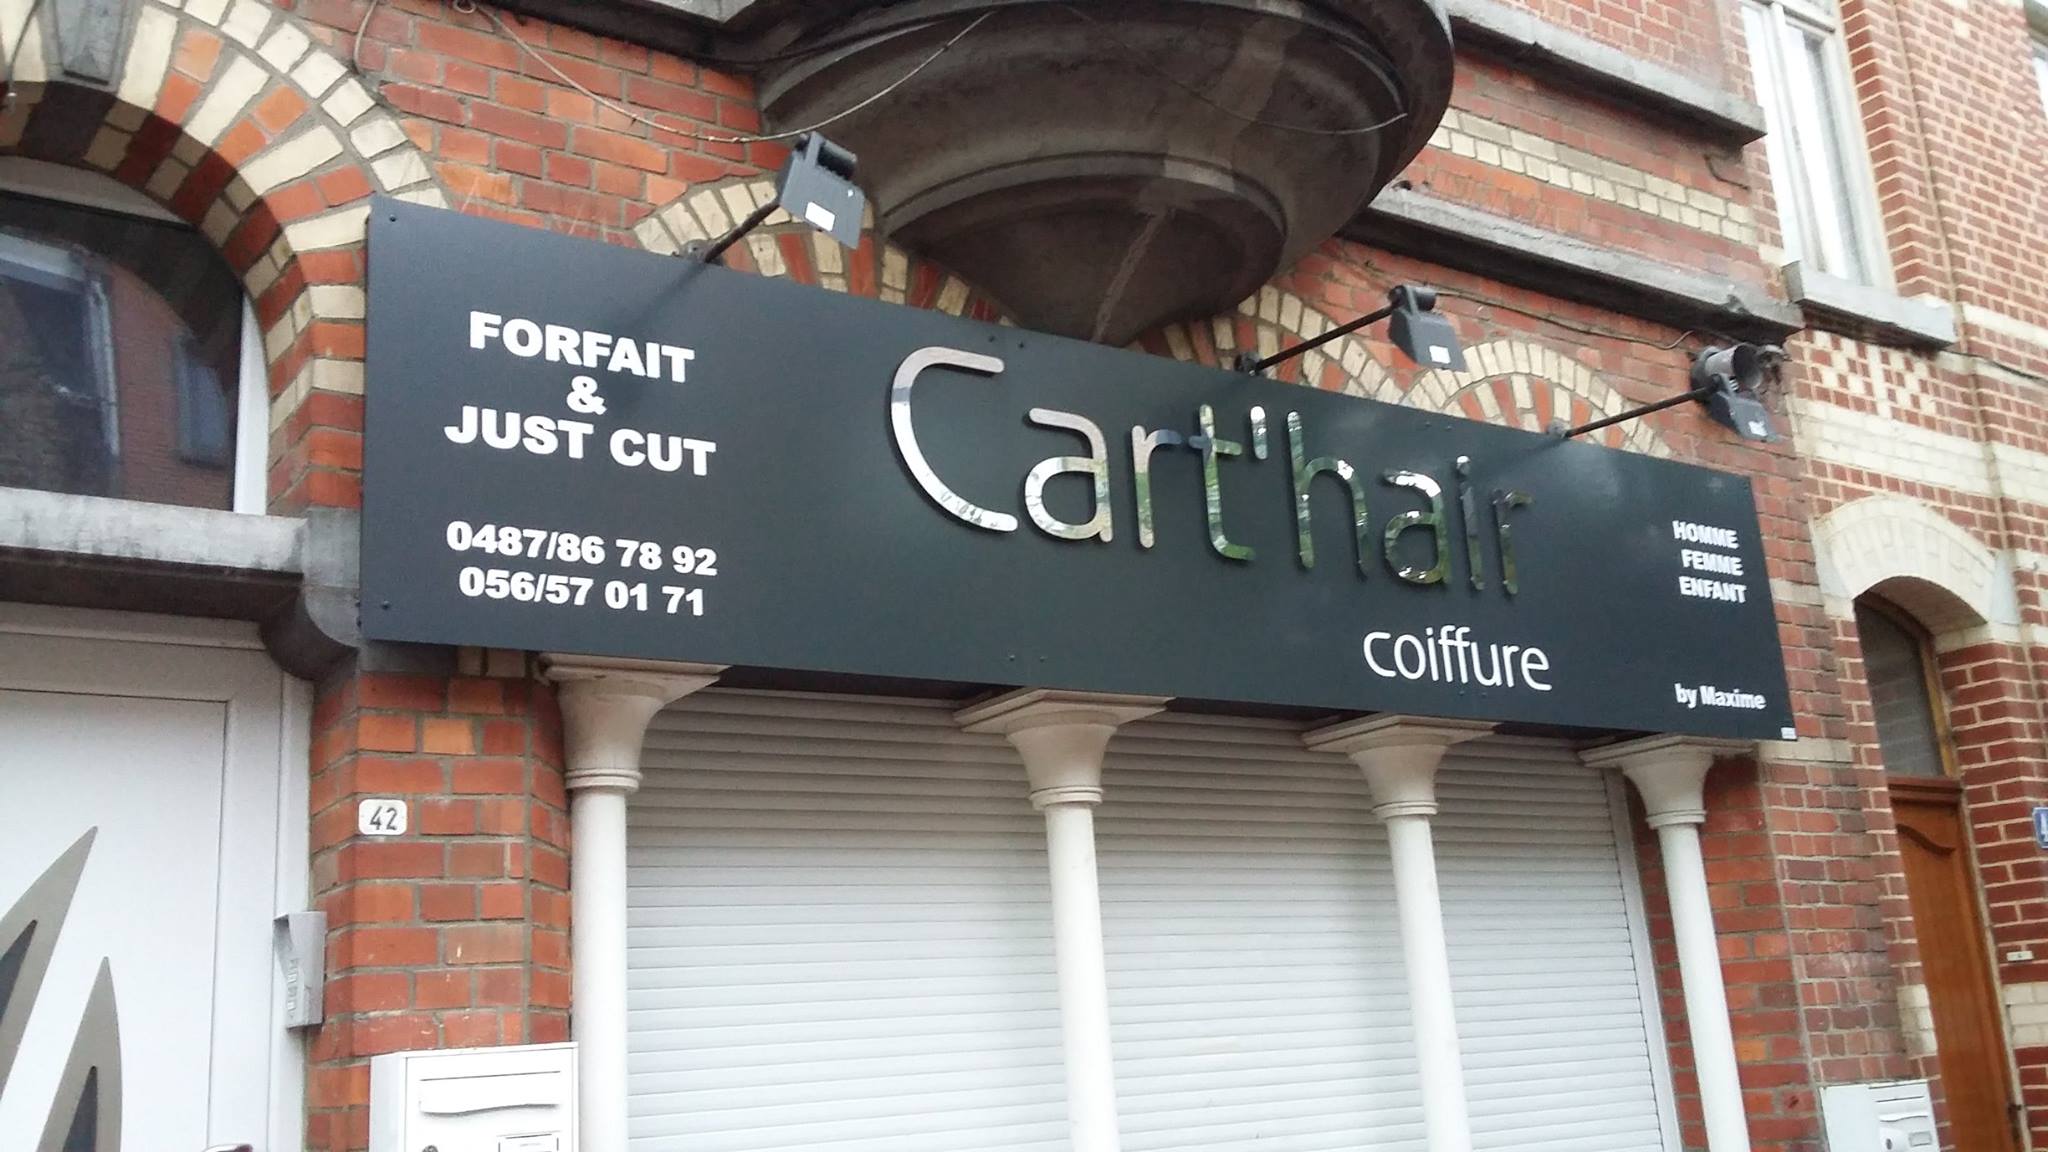 FORFAIT
&
JUST CUT
0487/86 78 92
056/57 01 71
Cart'hair
coiffure
HOMME
FEMME
ENFANT
by Maxime
42